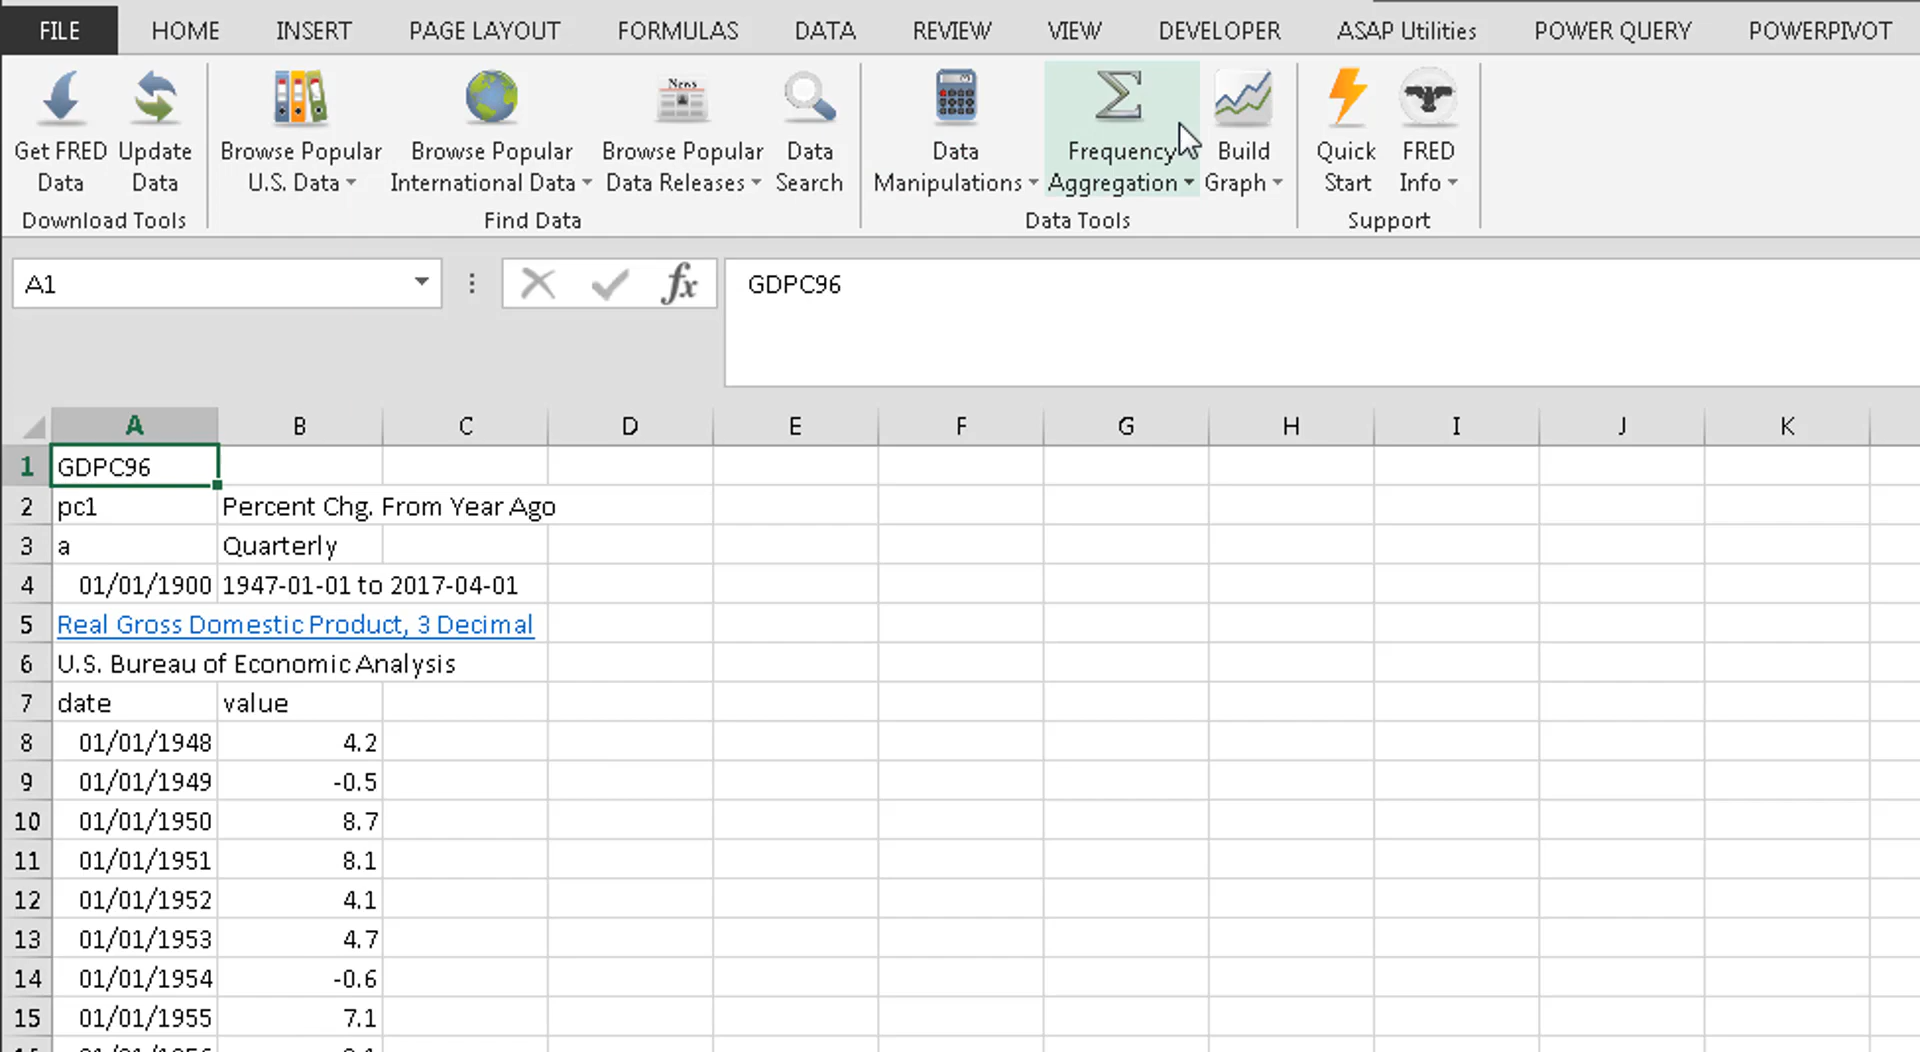 FILE HOME INSERT PAGE LAYOUT FORMULAS DATA REVIEW VIEW DEVELOPER ASAP Utilities POWER QUERY POWERPIVOT
News
Get FRED Data
Update Data
Browse Popular U.S. Data
Browse Popular International Data
Browse Popular Data Releases
Data Search
Data Manipulations
Frequency Aggregation
Build Graph
Quick Start
FRED Info
Download Tools Find Data Data Tools Support
A1 fx GDPC96
A B C D E F G H I J K
1 GDPC96
2 pc1 Percent Chg. From Year Ago
3 a Quarterly
4 01/01/1900 1947-01-01 to 2017-04-01
5 Real Gross Domestic Product, 3 Decimal
6 U.S. Bureau of Economic Analysis
7 date value
8 01/01/1948 4.2
9 01/01/1949 -0.5
10 01/01/1950 8.7
11 01/01/1951 8.1
12 01/01/1952 4.1
13 01/01/1953 4.7
14 01/01/1954 -0.6
15 01/01/1955 7.1